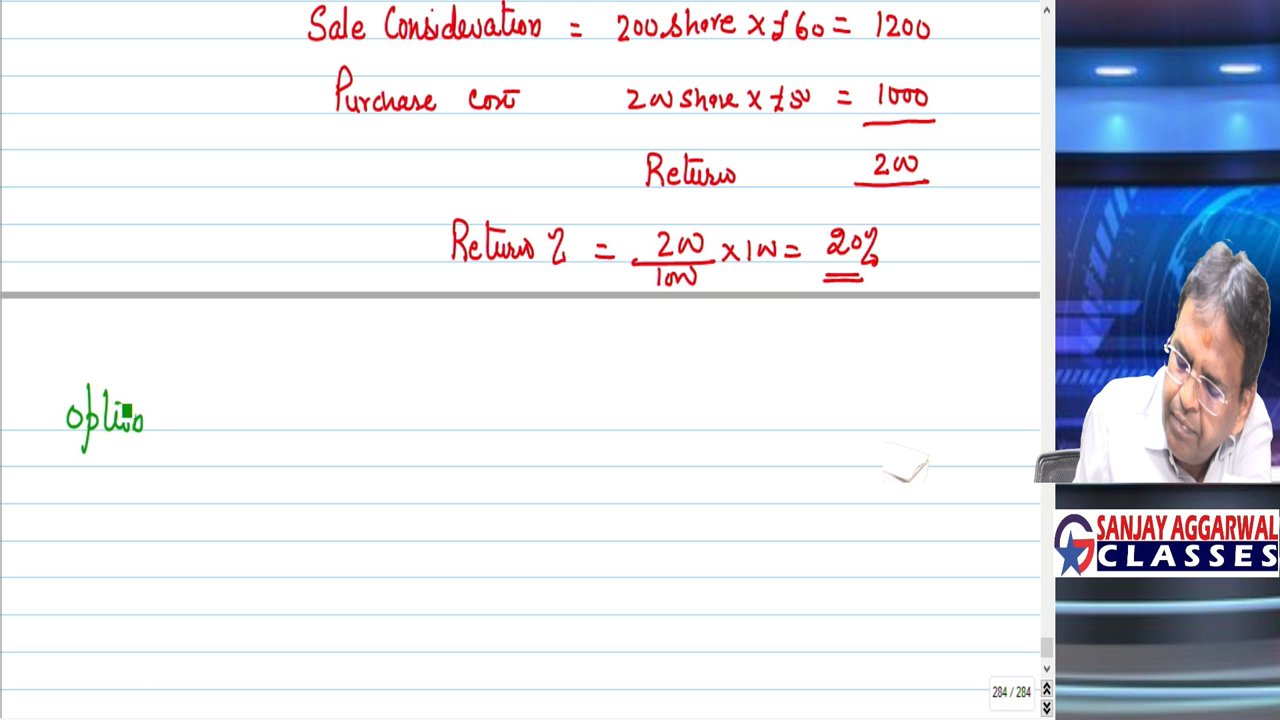 Sale Consideration = 200 share x ₹60 = 1200
Purchase cost 200 share x ₹50 = 1000
Return 200
Return % = 200/1000 x 100 = 20%
option
284 / 284
SANJAY AGGARWAL
CLASSES